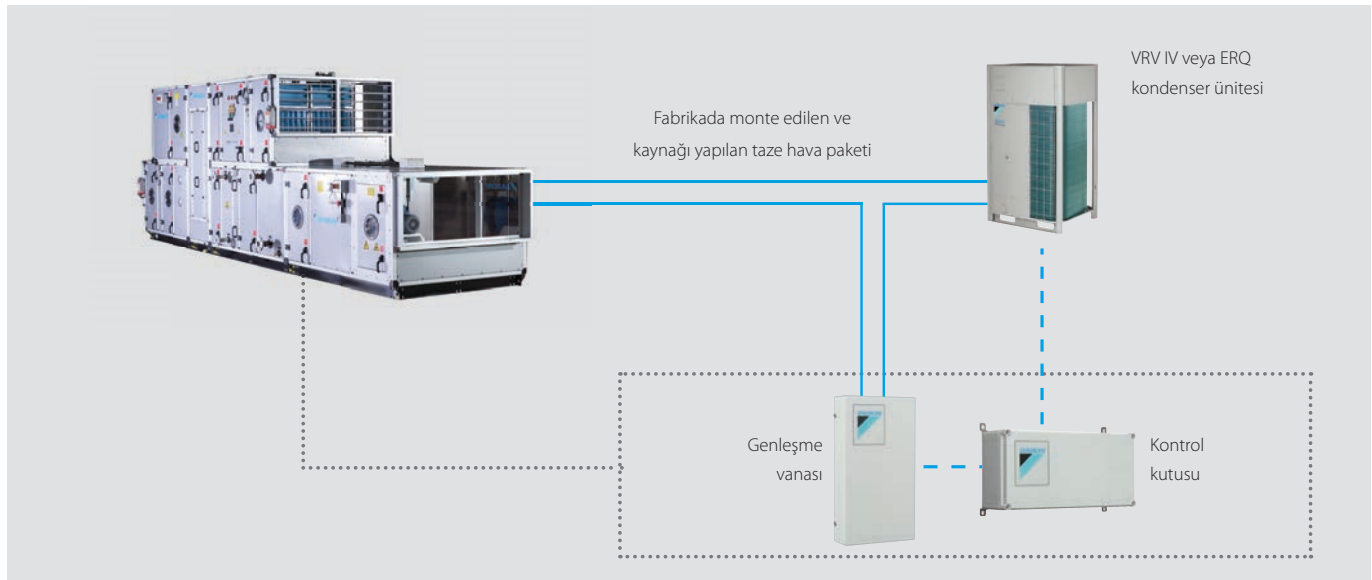 VRV IV veya ERQ
kondenser ünitesi
Fabrikada monte edilen ve
kaynağı yapılan taze hava paketi
Genleşme
vanası
Kontrol
kutusu